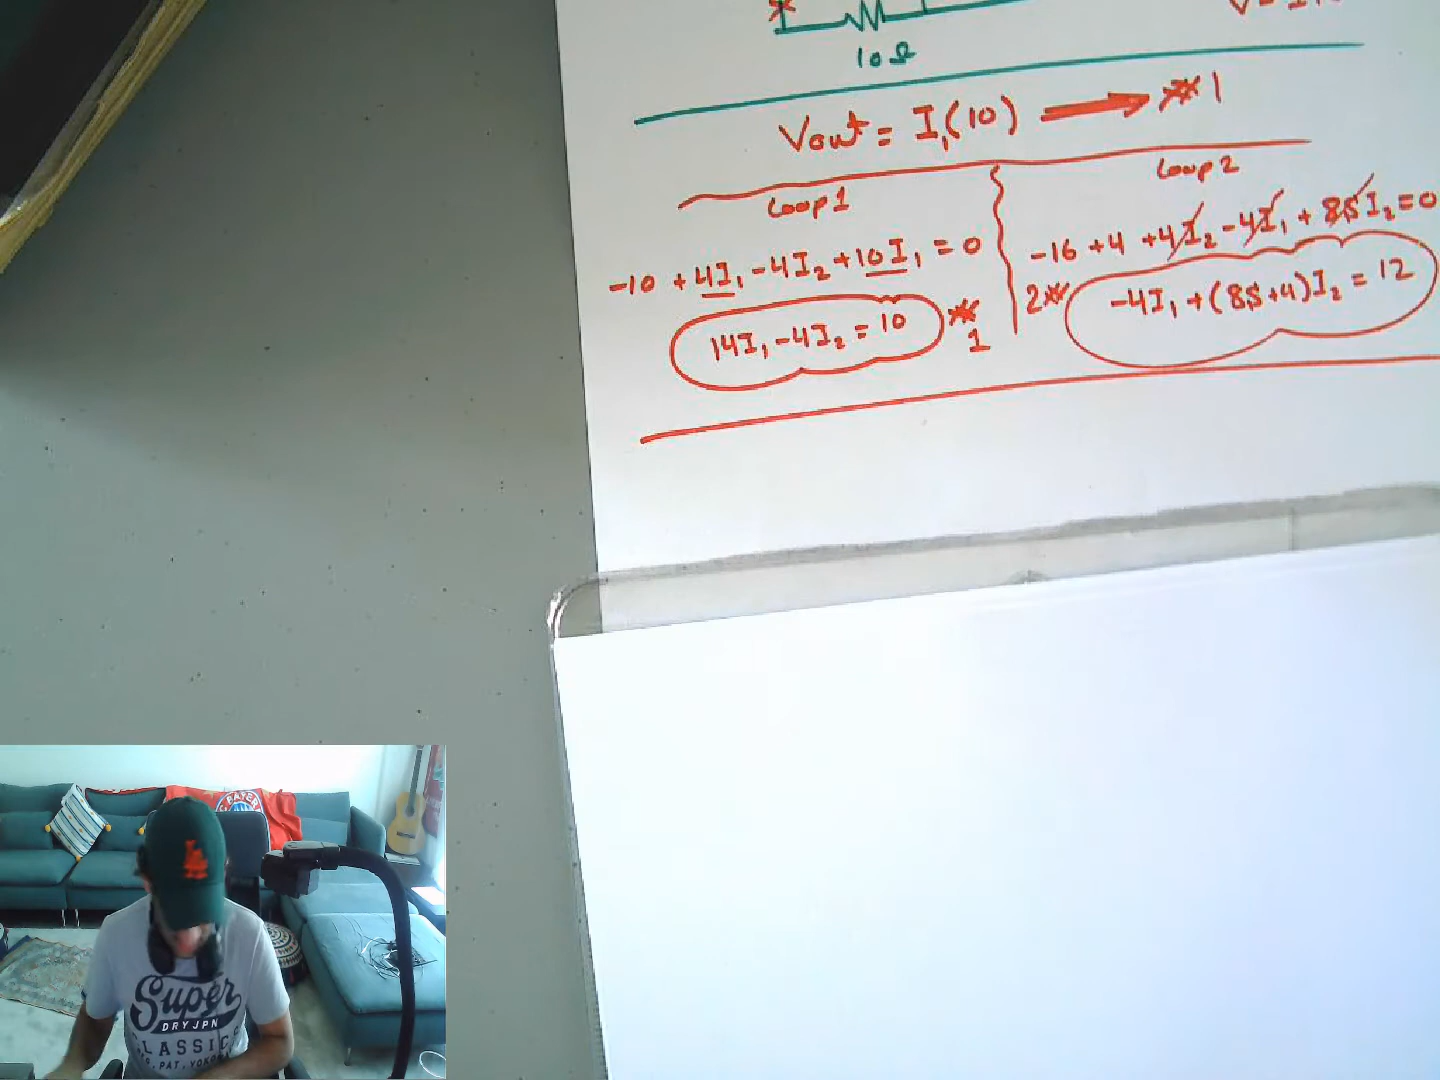 10Ω
Vout = I₁(10) → ** 1
Loop 1
-10 + 4I₁ - 4I₂ + 10I₁ = 0
14I₁ - 4I₂ = 10 ** 1
Loop 2
-16 + 4 + 4I₂ - 4I₁ + 8S I₂ = 0
2** -4I₁ + (8S + 4)I₂ = 12
LA
Super
DRY JPN
CLASSIC